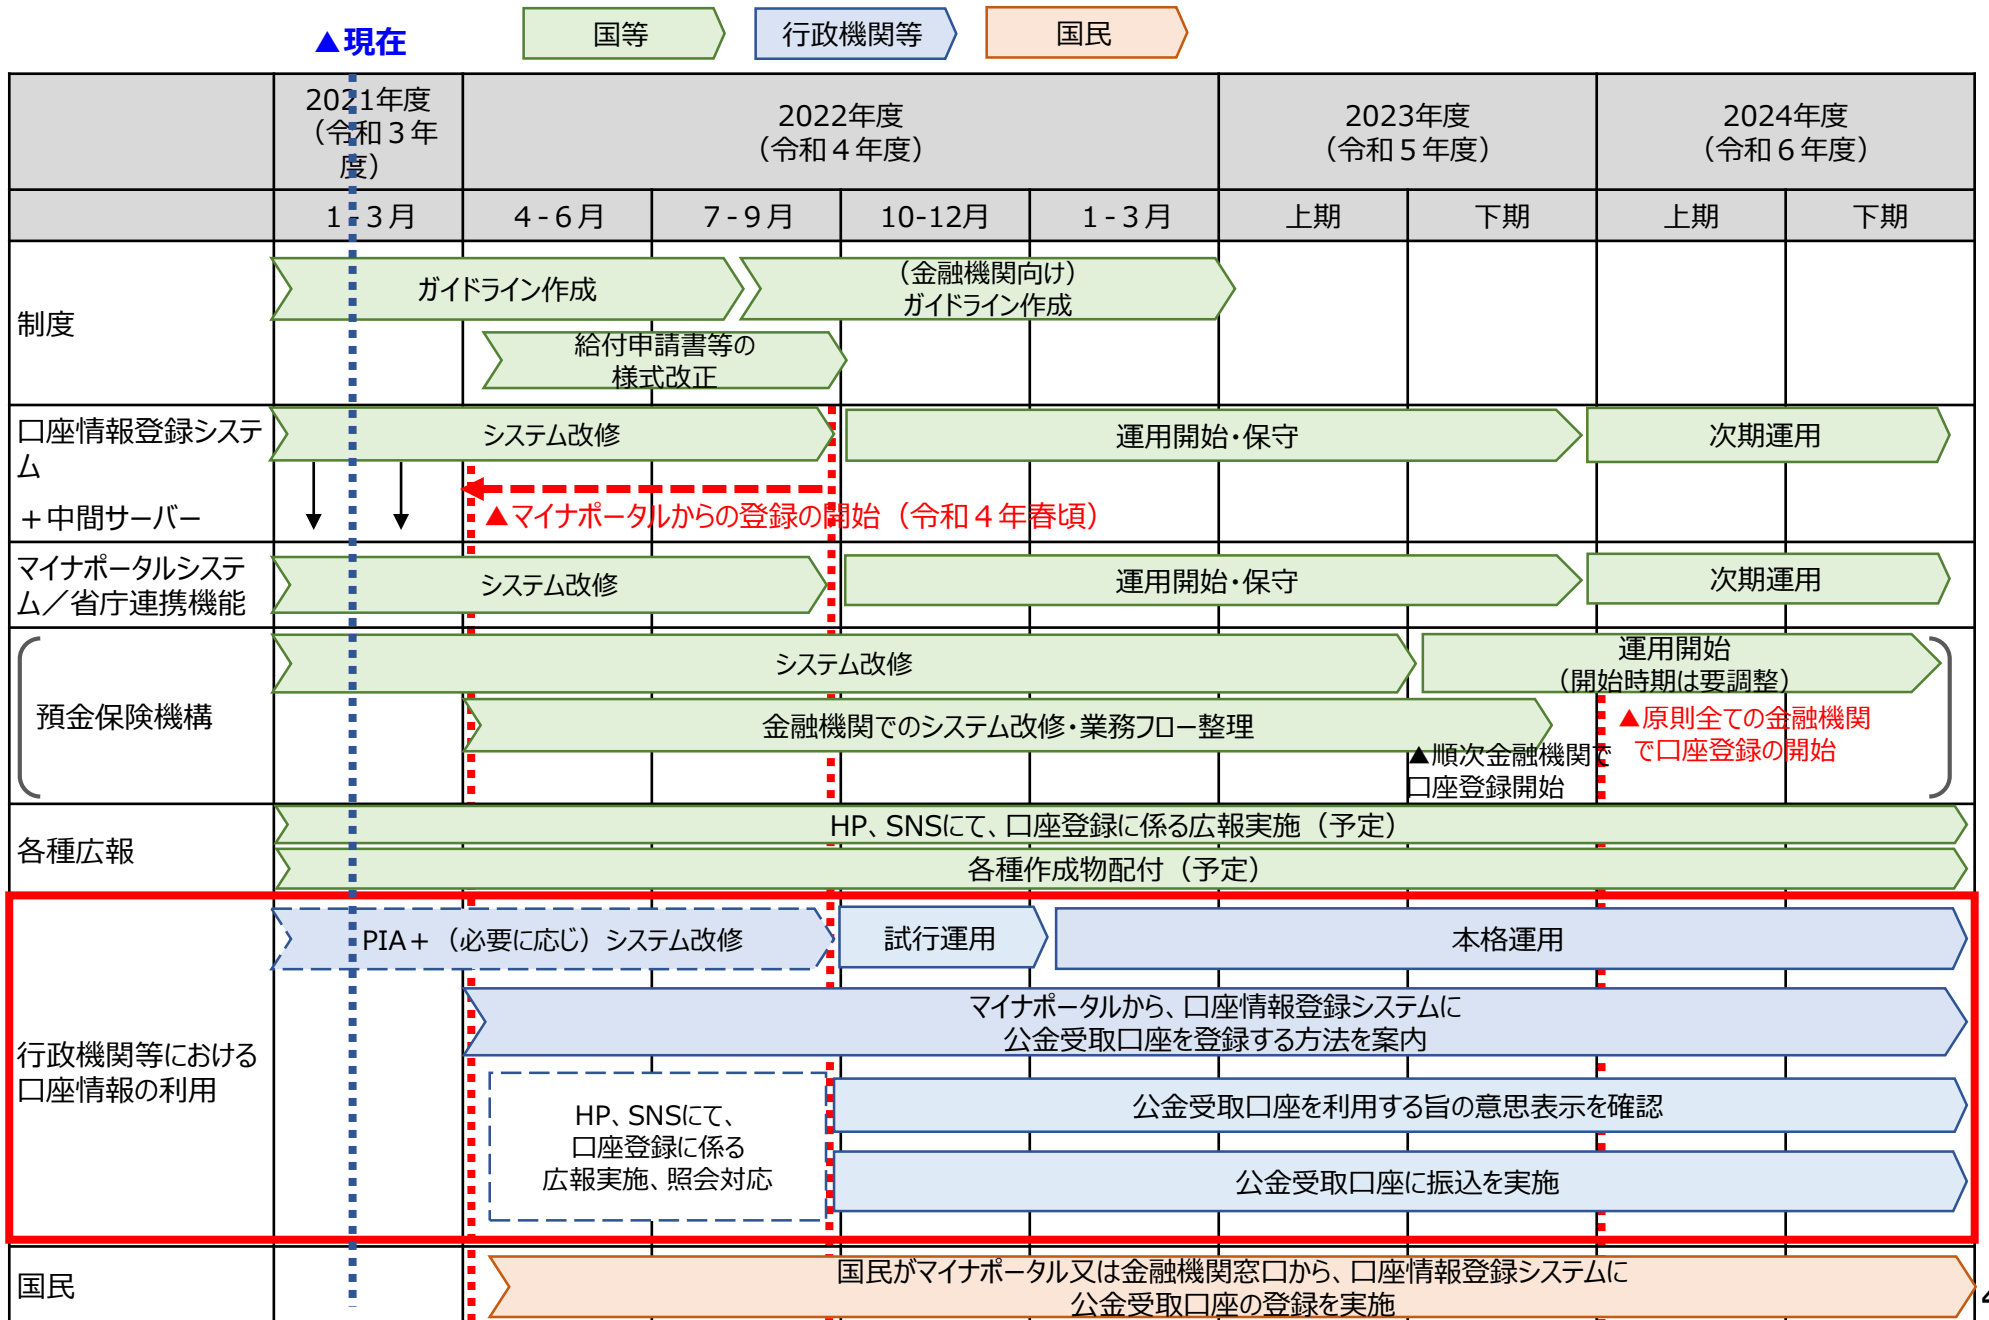 ▲現在
国等
行政機関等
国民
2021年度
（令和３年
度）
2022年度
（令和４年度）
2023年度
（令和５年度）
2024年度
（令和６年度）
１-３月
４-６月
７-９月
10-12月
１-３月
上期
下期
上期
下期
制度
ガイドライン作成
（金融機関向け）
ガイドライン作成
給付申請書等の
様式改正
口座情報登録システ
ム
＋中間サーバー
システム改修
運用開始・保守
次期運用
▲マイナポータルからの登録の開始（令和４年春頃）
マイナポータルシステ
ム／省庁連携機能
システム改修
運用開始・保守
次期運用
預金保険機構
システム改修
運用開始
（開始時期は要調整）
金融機関でのシステム改修・業務フロー整理
▲順次金融機関で
口座登録開始
▲原則全ての金融機関
で口座登録の開始
各種広報
HP、SNSにて、口座登録に係る広報実施（予定）
各種作成物配付（予定）
行政機関等における
口座情報の利用
PIA＋（必要に応じ）システム改修
試行運用
本格運用
マイナポータルから、口座情報登録システムに
公金受取口座を登録する方法を案内
HP、SNSにて、
口座登録に係る
広報実施、照会対応
公金受取口座を利用する旨の意思表示を確認
公金受取口座に振込を実施
国民
国民がマイナポータル又は金融機関窓口から、口座情報登録システムに
公金受取口座の登録を実施